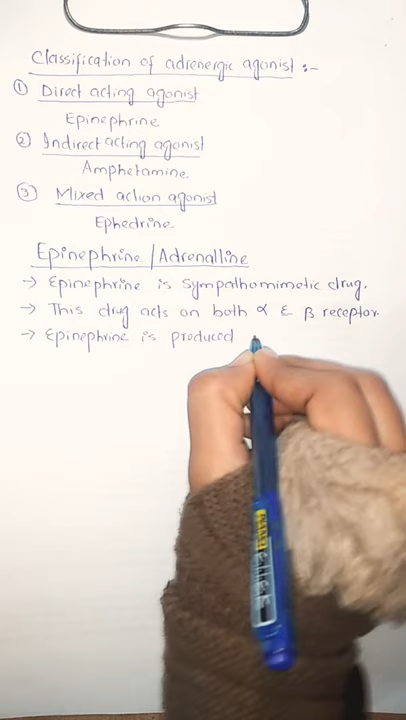 Classification of adrenergic agonist :-
① Direct acting agonist
Epinephrine
② Indirect acting agonist
Amphetamine
③ Mixed action agonist
Ephedrine
Epinephrine / Adrenalline
→ Epinephrine is sympathomimetic drug.
→ This drug acts on both α & β receptor.
→ Epinephrine is produced